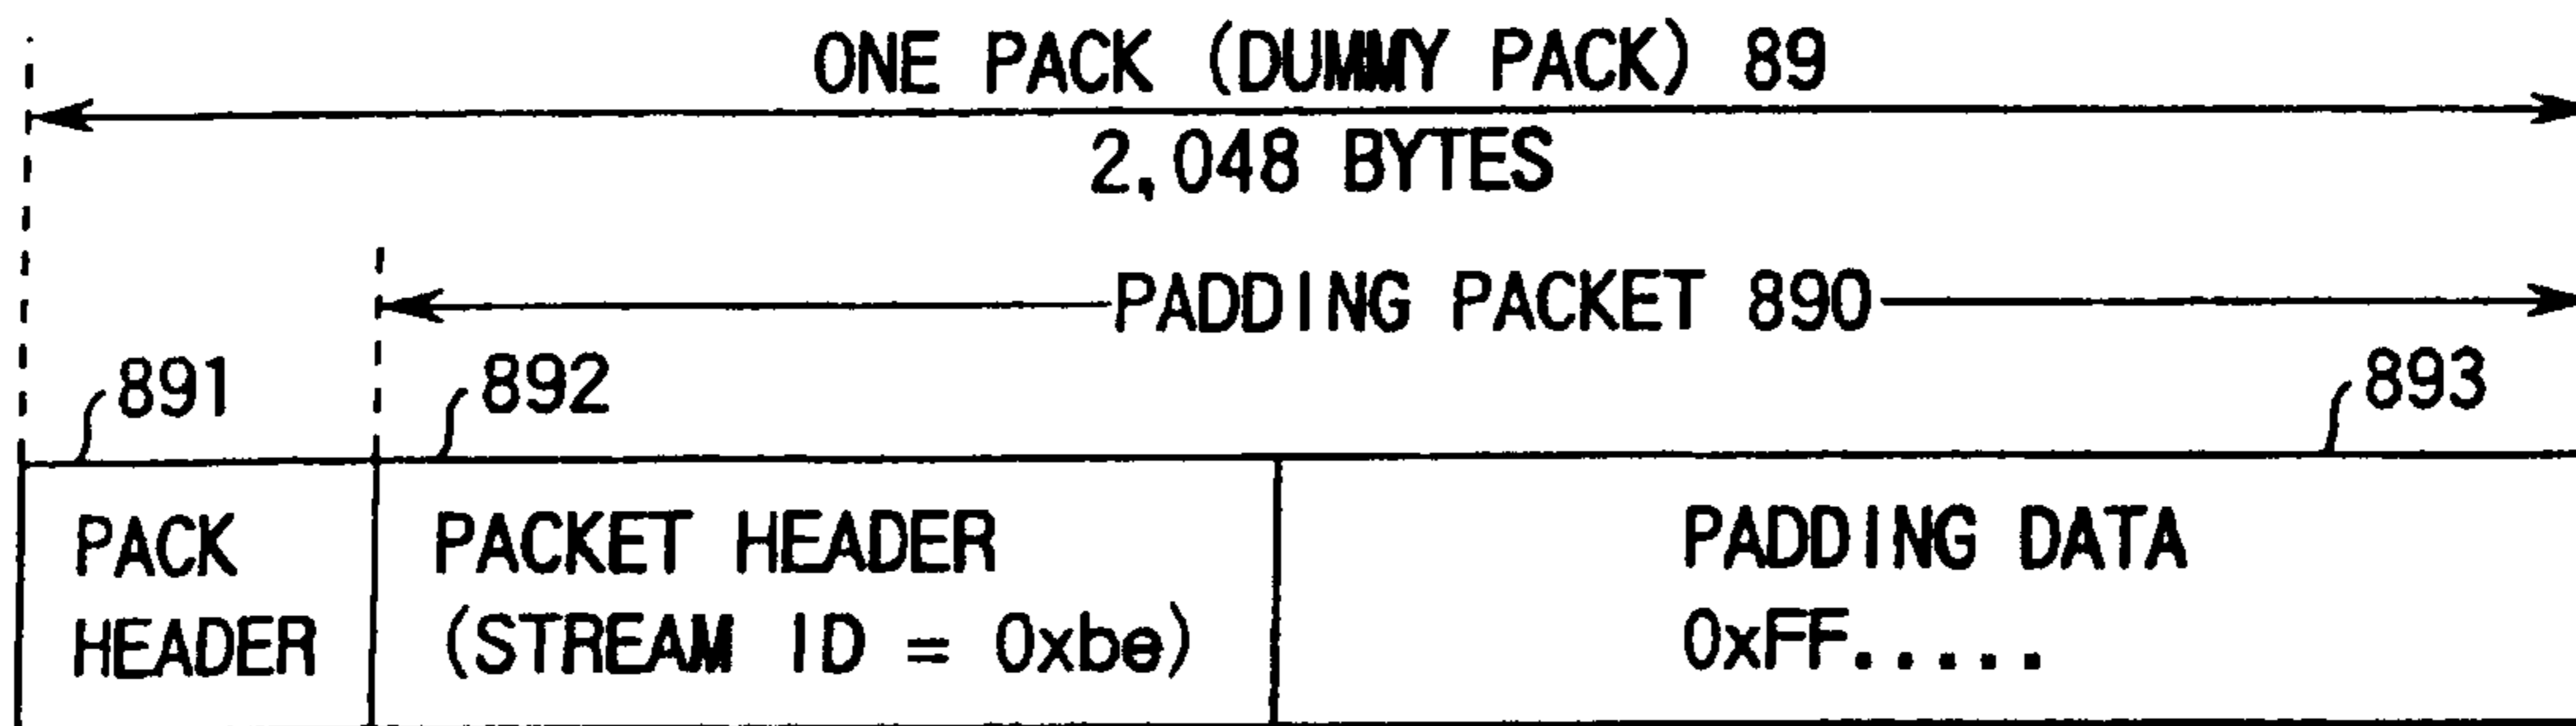 ONE PACK (DUMMY PACK) 89
2,048 BYTES
PADDING PACKET 890
891
892
893
PACK
HEADER
PACKET HEADER
(STREAM ID = 0xbe)
PADDING DATA
0xFF.....